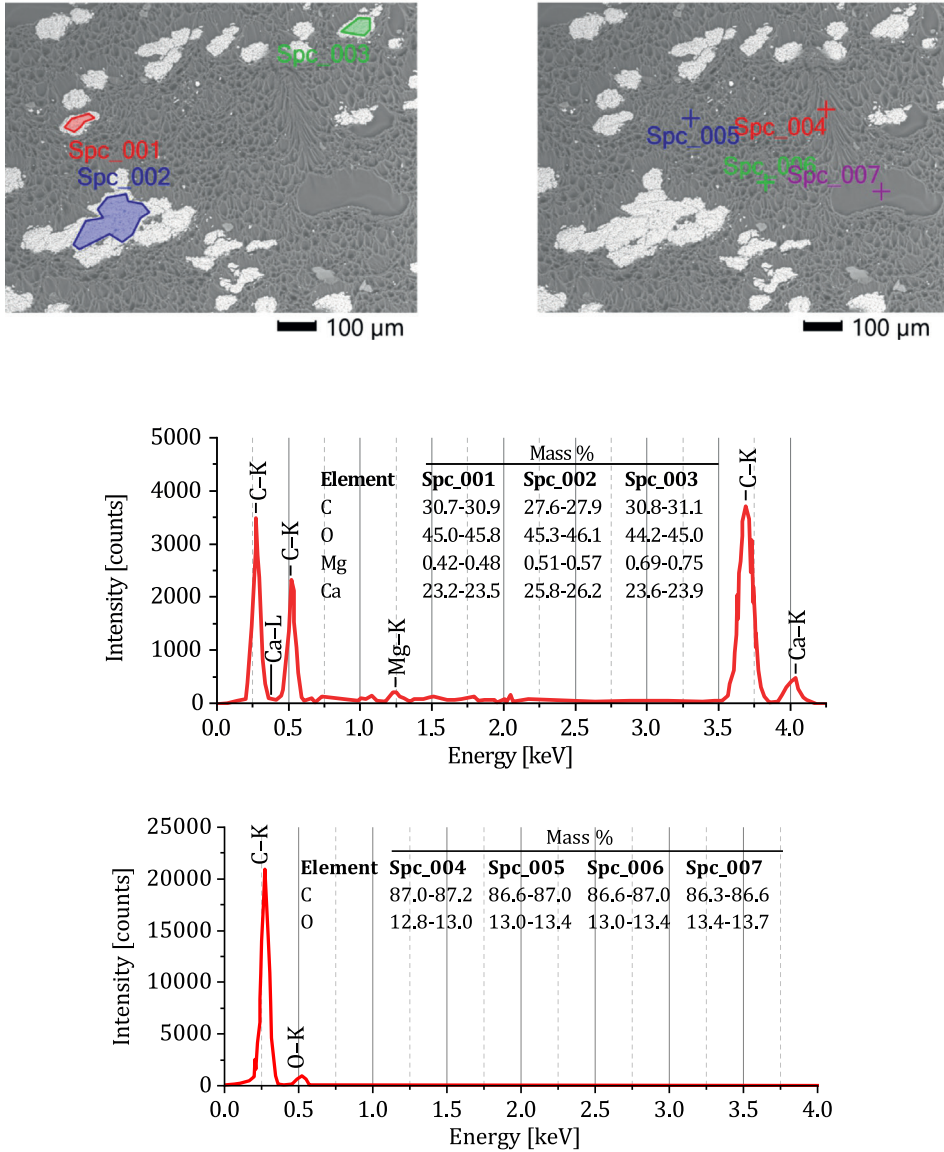 Spc_003
Spc_001
Spc_002
100 µm
Spc_005
Spc_004
Spc_006
Spc_007
100 µm
5000
4000
3000
2000
1000
0
Intensity [counts]
C–K
Ca–L
C–K
Mg–K
C–K
Ca–K
Mass %
Element Spc_001 Spc_002 Spc_003
C 30.7-30.9 27.6-27.9 30.8-31.1
O 45.0-45.8 45.3-46.1 44.2-45.0
Mg 0.42-0.48 0.51-0.57 0.69-0.75
Ca 23.2-23.5 25.8-26.2 23.6-23.9
0.0 0.5 1.0 1.5 2.0 2.5 3.0 3.5 4.0
Energy [keV]
25000
20000
15000
10000
5000
0
Intensity [counts]
C–K
O–K
Mass %
Element Spc_004 Spc_005 Spc_006 Spc_007
C 87.0-87.2 86.6-87.0 86.6-87.0 86.3-86.6
O 12.8-13.0 13.0-13.4 13.0-13.4 13.4-13.7
0.0 0.5 1.0 1.5 2.0 2.5 3.0 3.5 4.0
Energy [keV]